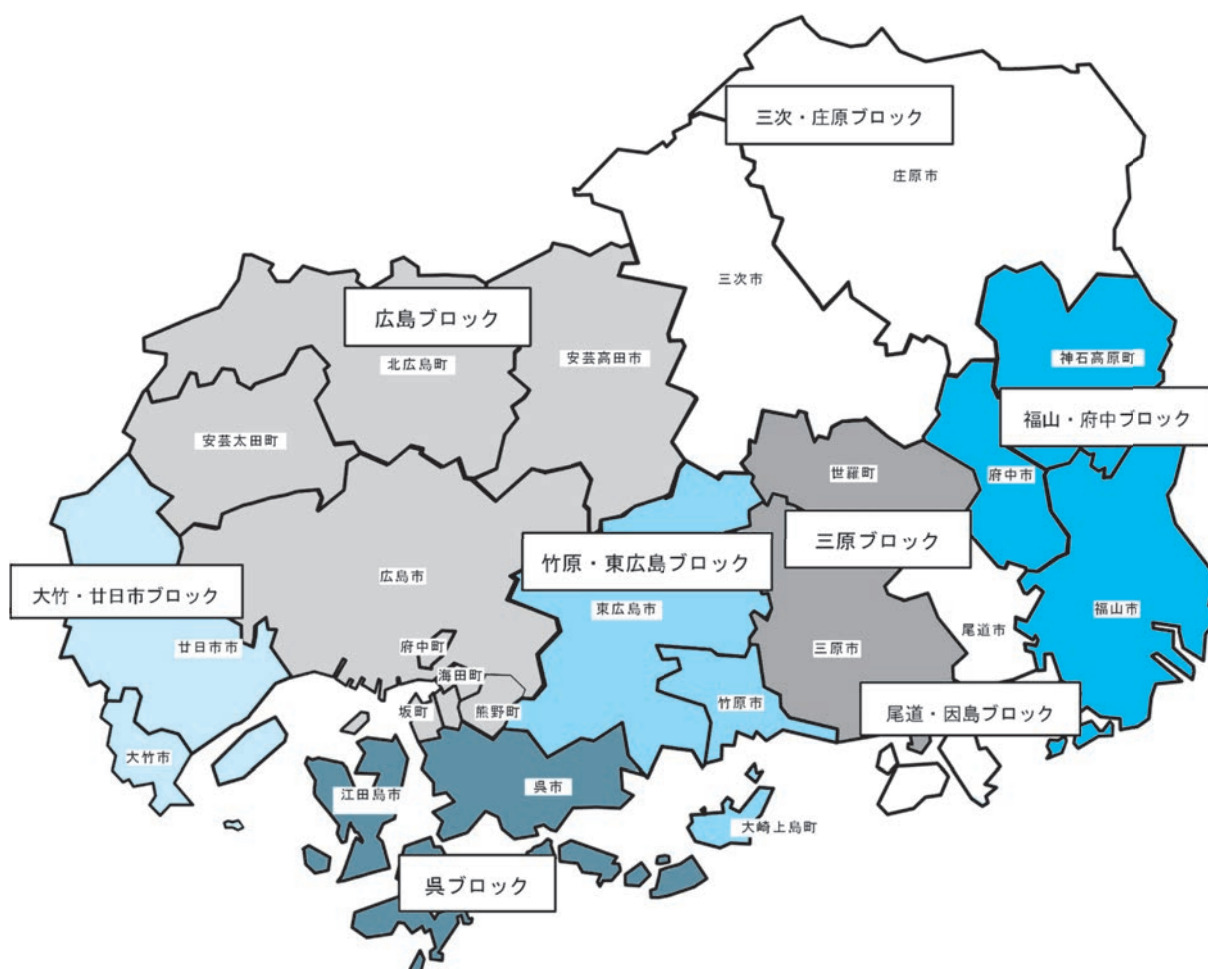 三次・庄原ブロック
庄原市
三次市
広島ブロック
北広島町
安芸高田市
神石高原町
福山・府中ブロック
安芸太田町
世羅町
府中市
三原ブロック
竹原・東広島ブロック
広島市
大竹・廿日市ブロック
東広島市
福山市
尾道市
府中町
廿日市市
三原市
海田町
竹原市
坂町
熊野町
尾道・因島ブロック
大竹市
呉市
江田島市
大崎上島町
呉ブロック